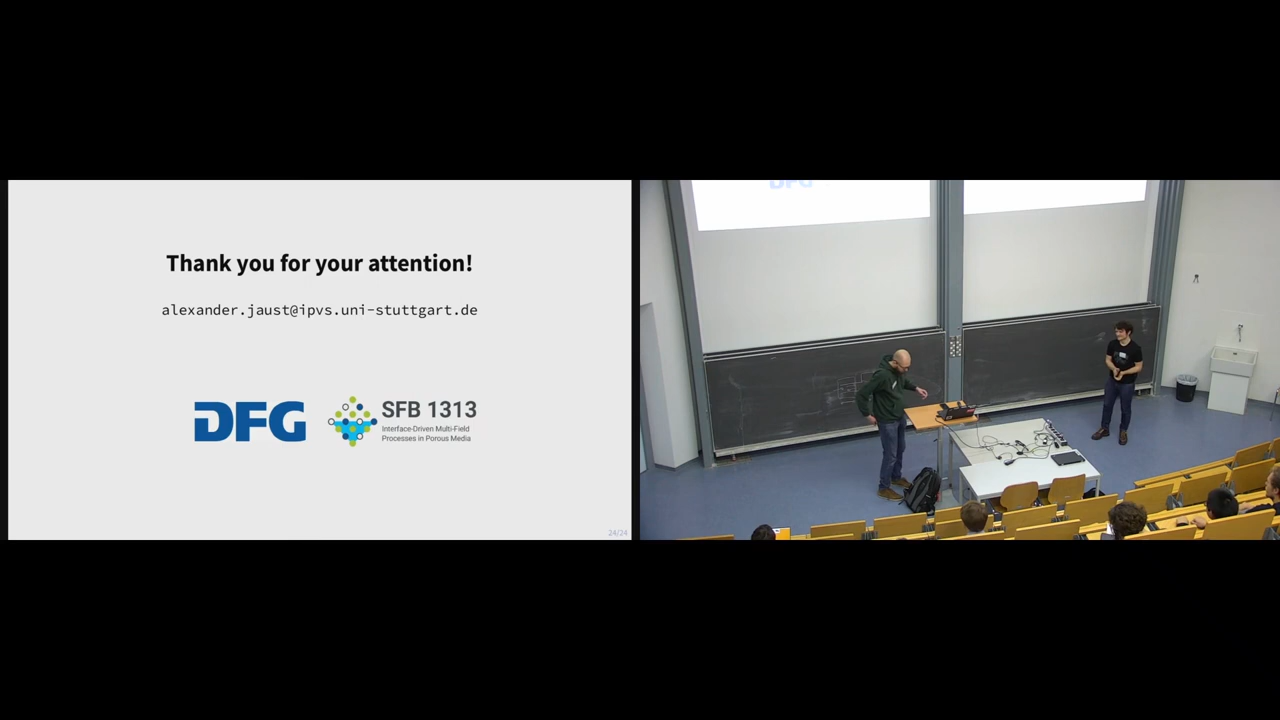 Thank you for your attention!
alexander.jaust@ipvs.uni-stuttgart.de
DFG
SFB 1313
Interface-Driven Multi-Field
Processes in Porous Media
24/24
DFG